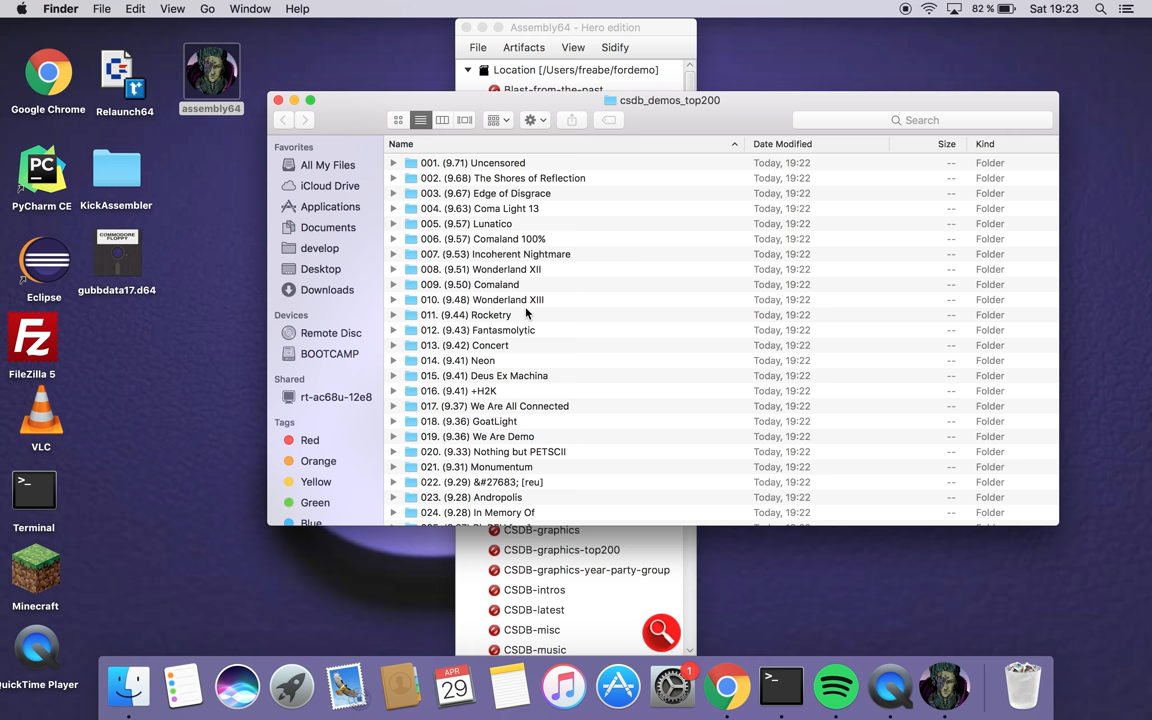 Finder File Edit View Go Window Help
82 % Sat 19:23
Assembly64 - Hero edition
File Artifacts View Sidify
Location [/Users/freabe/fordemo]
Blast-from-the-past
csdb_demos_top200
Search
Favorites
All My Files
iCloud Drive
Applications
Documents
develop
Desktop
Downloads
Devices
Remote Disc
BOOTCAMP
Shared
rt-ac68u-12e8
Tags
Red
Orange
Yellow
Green
Blue
Name Date Modified Size Kind
001. (9.71) Uncensored Today, 19:22 -- Folder
002. (9.68) The Shores of Reflection Today, 19:22 -- Folder
003. (9.67) Edge of Disgrace Today, 19:22 -- Folder
004. (9.63) Coma Light 13 Today, 19:22 -- Folder
005. (9.57) Lunatico Today, 19:22 -- Folder
006. (9.57) Comaland 100% Today, 19:22 -- Folder
007. (9.53) Incoherent Nightmare Today, 19:22 -- Folder
008. (9.51) Wonderland XII Today, 19:22 -- Folder
009. (9.50) Comaland Today, 19:22 -- Folder
010. (9.48) Wonderland XIII Today, 19:22 -- Folder
011. (9.44) Rocketry Today, 19:22 -- Folder
012. (9.43) Fantasmolytic Today, 19:22 -- Folder
013. (9.42) Concert Today, 19:22 -- Folder
014. (9.41) Neon Today, 19:22 -- Folder
015. (9.41) Deus Ex Machina Today, 19:22 -- Folder
016. (9.41) +H2K Today, 19:22 -- Folder
017. (9.37) We Are All Connected Today, 19:22 -- Folder
018. (9.36) GoatLight Today, 19:22 -- Folder
019. (9.36) We Are Demo Today, 19:22 -- Folder
020. (9.33) Nothing but PETSCII Today, 19:22 -- Folder
021. (9.31) Monumentum Today, 19:22 -- Folder
022. (9.29) &#27683; [reu] Today, 19:22 -- Folder
023. (9.28) Andropolis Today, 19:22 -- Folder
024. (9.28) In Memory Of Today, 19:22 -- Folder
CSDB-graphics
CSDB-graphics-top200
CSDB-graphics-year-party-group
CSDB-intros
CSDB-latest
CSDB-misc
CSDB-music
Google Chrome
Relaunch64
assembly64
PC
PyCharm CE
KickAssembler
Eclipse
COMMODORE
FLOPPY
gubbdata17.d64
Fz
FileZilla 5
VLC
>_
Terminal
Minecraft
QuickTime Player
APR
29
1
>_